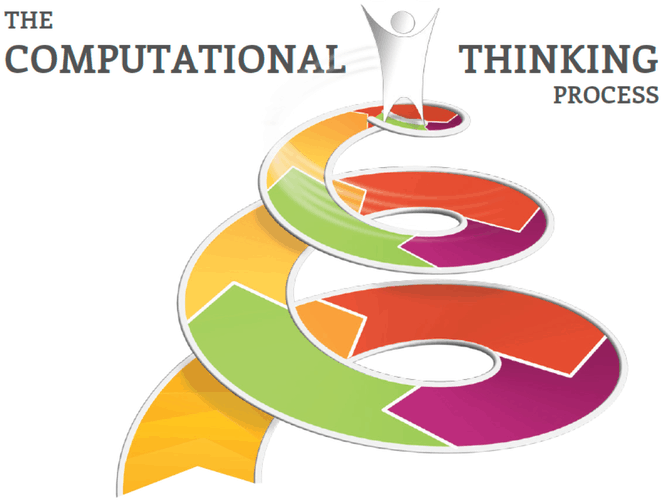 THE
COMPUTATIONAL THINKING
PROCESS